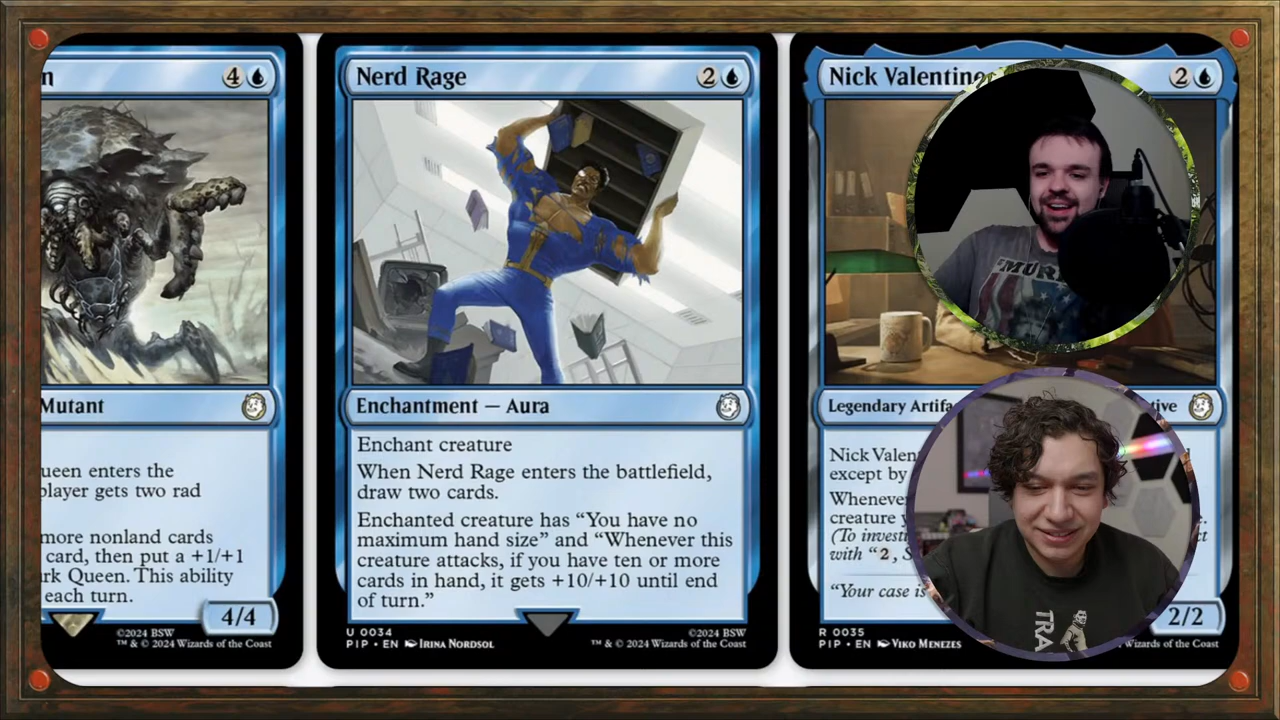 n 4
Mutant
ueen enters the
player gets two rad
more nonland cards
card, then put a +1/+1
rk Queen. This ability
each turn.
4/4
©2024 BSW
™ & © 2024 Wizards of the Coast
Nerd Rage 2
Enchantment — Aura
Enchant creature
When Nerd Rage enters the battlefield,
draw two cards.
Enchanted creature has “You have no
maximum hand size” and “Whenever this
creature attacks, if you have ten or more
cards in hand, it gets +10/+10 until end
of turn.”
U 0034
PIP • EN IRINA NORDSOL
©2024 BSW
™ & © 2024 Wizards of the Coast
Nick Valentine 2
Legendary Artifa tive
Nick Valen
except by
Whenever
creature y
(To investi ct
with “2, S
“Your case is
2/2
R 0035
PIP • EN VIKO MENEZES
Wizards of the Coast
MUR
TRA